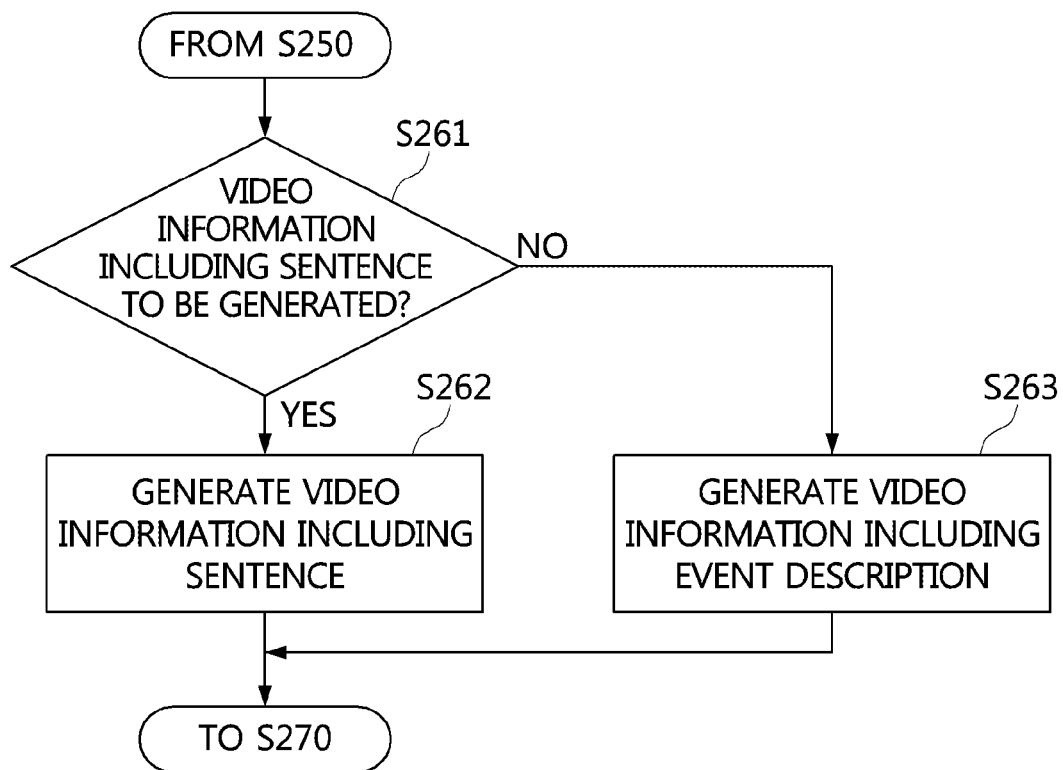 FROM S250
S261
VIDEO
INFORMATION
INCLUDING SENTENCE
TO BE GENERATED?
NO
YES
S262
GENERATE VIDEO
INFORMATION INCLUDING
SENTENCE
S263
GENERATE VIDEO
INFORMATION INCLUDING
EVENT DESCRIPTION
TO S270